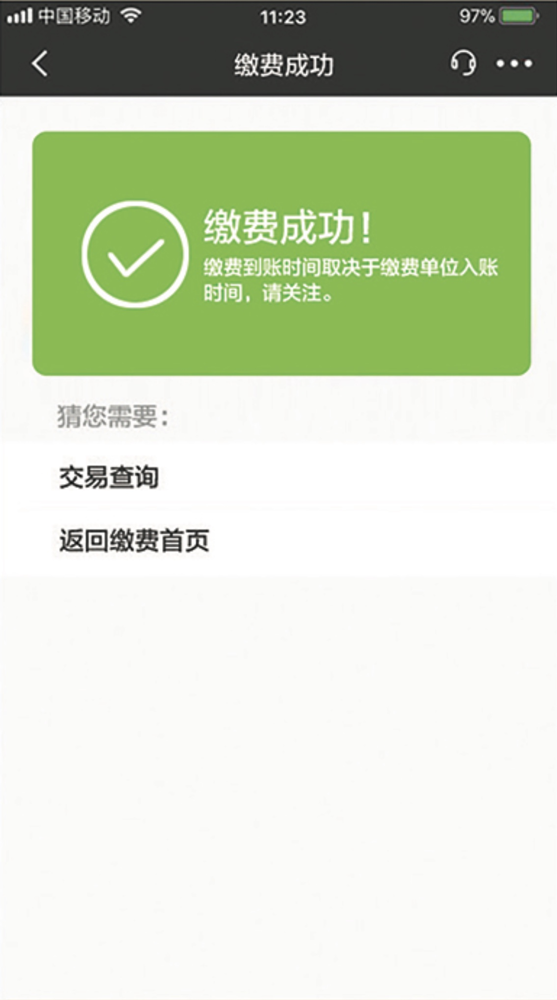 中国移动
11:23
97%
缴费成功
缴费成功！
缴费到账时间取决于缴费单位入账
时间，请关注。
猜您需要：
交易查询
返回缴费首页